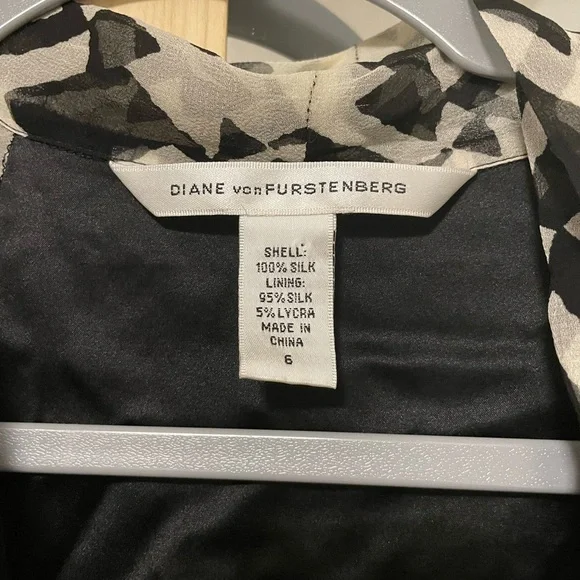 DIANE von FURSTENBERG
SHELL:
100% SILK
LINING:
95% SILK
5% LYCRA
MADE IN
CHINA
6